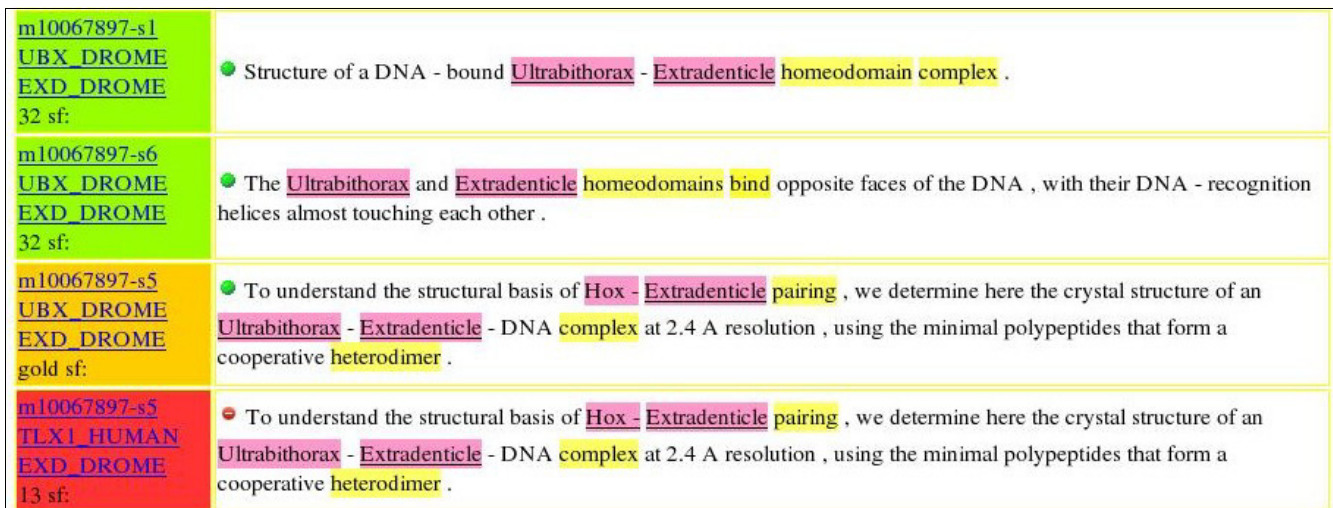 m10067897-s1
UBX_DROME
EXD_DROME
32 sf:
Structure of a DNA - bound Ultrabithorax - Extradenticle homeodomain complex .
m10067897-s6
UBX_DROME
EXD_DROME
32 sf:
The Ultrabithorax and Extradenticle homeodomains bind opposite faces of the DNA , with their DNA - recognition
helices almost touching each other .
m10067897-s5
UBX_DROME
EXD_DROME
gold sf:
To understand the structural basis of Hox - Extradenticle pairing , we determine here the crystal structure of an
Ultrabithorax - Extradenticle - DNA complex at 2.4 A resolution , using the minimal polypeptides that form a
cooperative heterodimer .
m10067897-s5
TLX1_HUMAN
EXD_DROME
13 sf:
To understand the structural basis of Hox - Extradenticle pairing , we determine here the crystal structure of an
Ultrabithorax - Extradenticle - DNA complex at 2.4 A resolution , using the minimal polypeptides that form a
cooperative heterodimer .